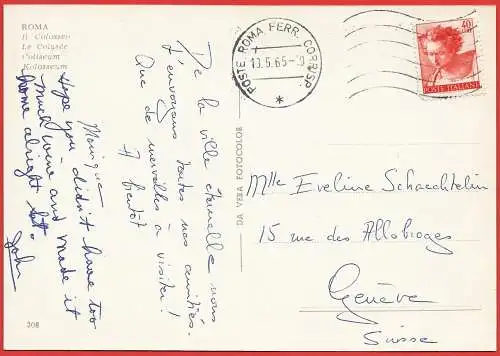 ROMA
Il Colosseo
Le Colysée
Coliseum
Kolosseum
De la ville éternelle nous
t'envoyons toutes nos amitiés.
Que de merveilles à visiter!
A bientôt
Monique
Hope you didn't have too
much wine and made it
home alright
John
208
DA VERA FOTOCOLOR
POSTE ROMA FERR. CORRISP.
13.5.65
40
POSTE ITALIANE
Mlle Eveline Schaechtelin
15 rue des Allobroges
Genève
Suisse